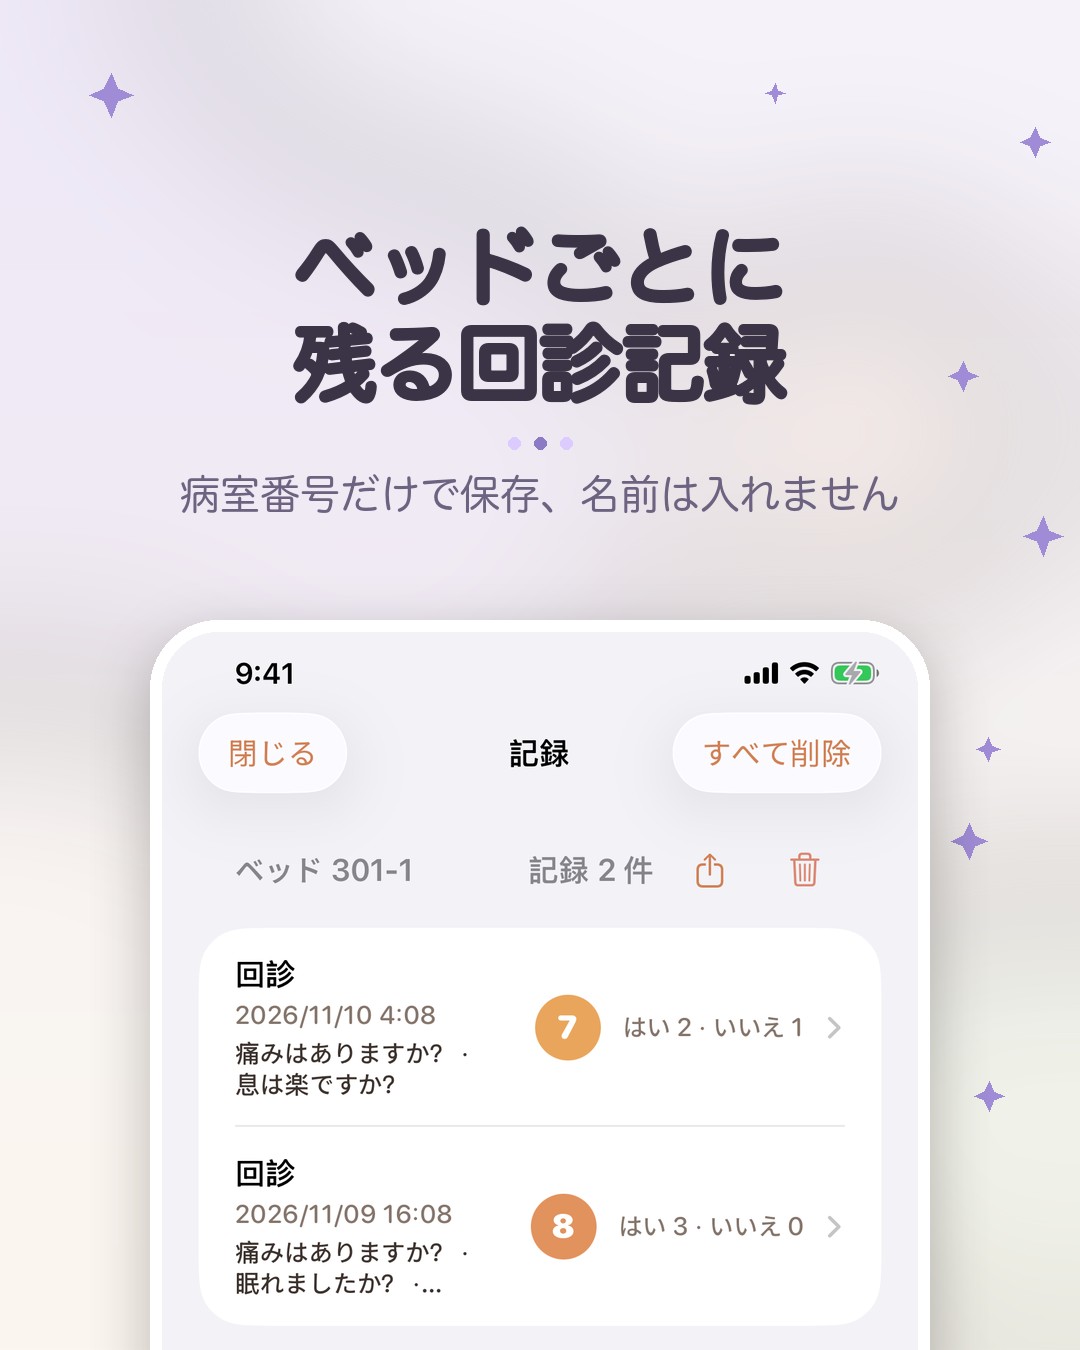 ベッドごとに
残る回診記録
病室番号だけで保存、名前は入れません
9:41
閉じる 記録 すべて削除
ベッド 301-1 記録 2 件
回診
2026/11/10 4:08
痛みはありますか? ·
息は楽ですか?
7 はい 2 · いいえ 1
回診
2026/11/09 16:08
痛みはありますか? ·
眠れましたか? ·...
8 はい 3 · いいえ 0